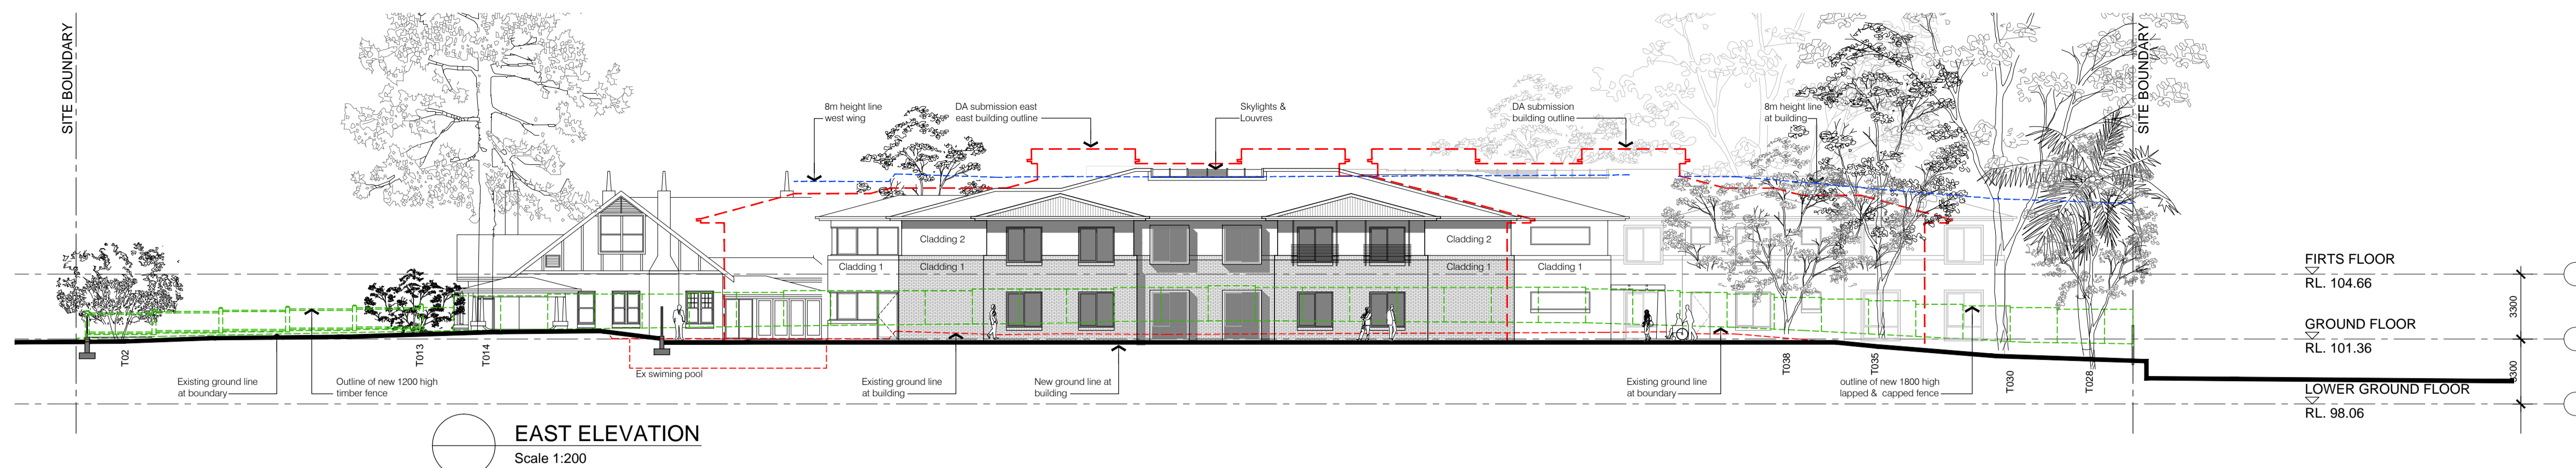 SITE BOUNDARY
8m height line
west wing
DA submission east
east building outline
Skylights &
Louvres
DA submission
building outline
8m height line
at building
SITE BOUNDARY
Cladding 2
Cladding 2
Cladding 1
Cladding 1
Cladding 1
Cladding 1
FIRTS FLOOR
RL. 104.66
3300
GROUND FLOOR
RL. 101.36
3300
LOWER GROUND FLOOR
RL. 98.06
T02
T013
T014
T038
T035
T030
T028
Ex swiming pool
Existing ground line
at boundary
Outline of new 1200 high
timber fence
Existing ground line
at building
New ground line at
building
Existing ground line
at boundary
outline of new 1800 high
lapped & capped fence
EAST ELEVATION
Scale 1:200